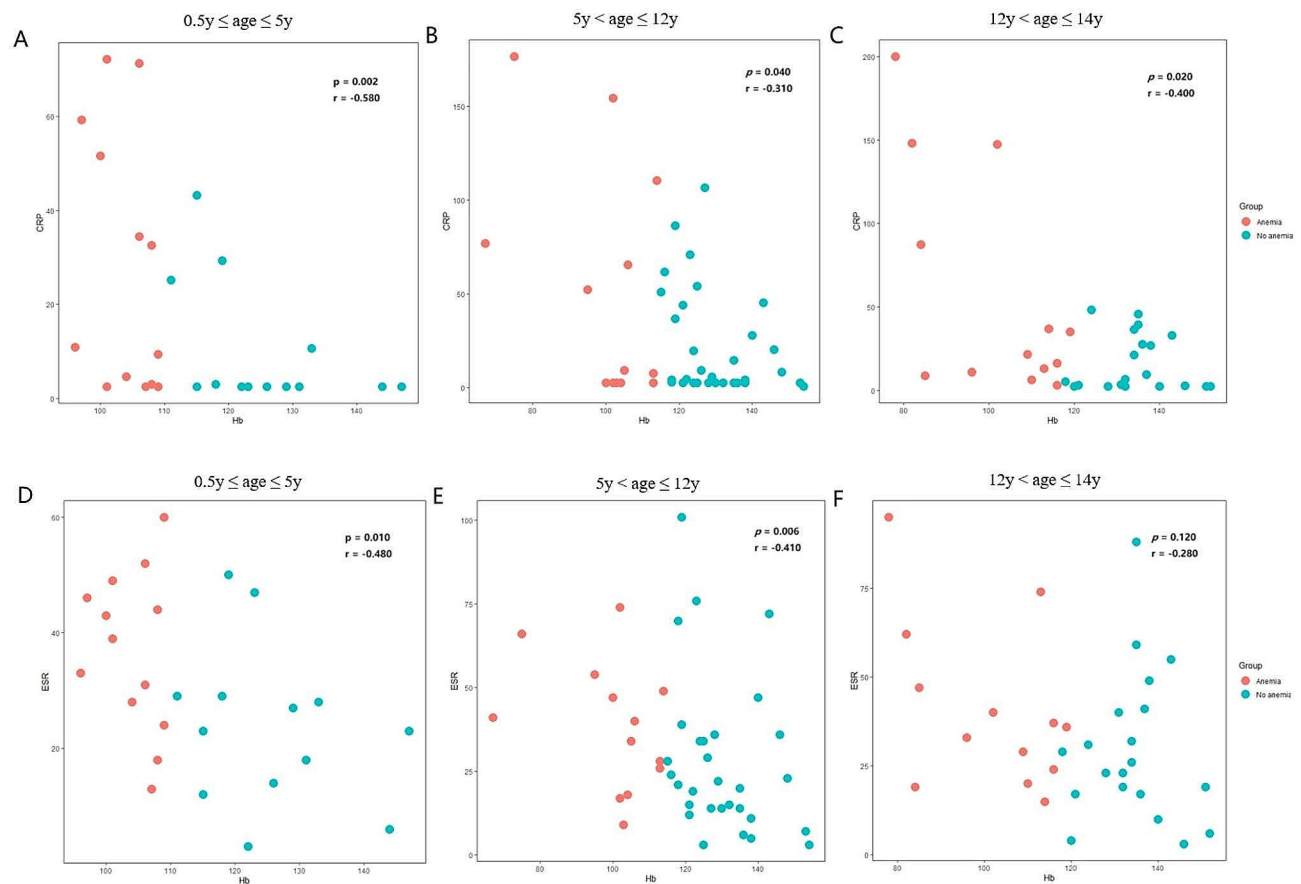 0.5y ≤ age ≤ 5y
5y < age ≤ 12y
12y < age ≤ 14y
A
B
C
p = 0.002
r = -0.580
p = 0.040
r = -0.310
p = 0.020
r = -0.400
CRP
60
40
20
0
100
110
120
130
140
Hb
CRP
150
100
50
0
80
100
120
140
Hb
CRP
200
150
100
50
0
80
100
120
140
Hb
Group
Anemia
No anemia
0.5y ≤ age ≤ 5y
5y < age ≤ 12y
12y < age ≤ 14y
D
E
F
p = 0.010
r = -0.480
p = 0.006
r = -0.410
p = 0.120
r = -0.280
ESR
60
40
20
100
110
120
130
140
Hb
ESR
100
75
50
25
0
80
100
120
140
Hb
ESR
75
50
25
0
80
100
120
140
Hb
Group
Anemia
No anemia